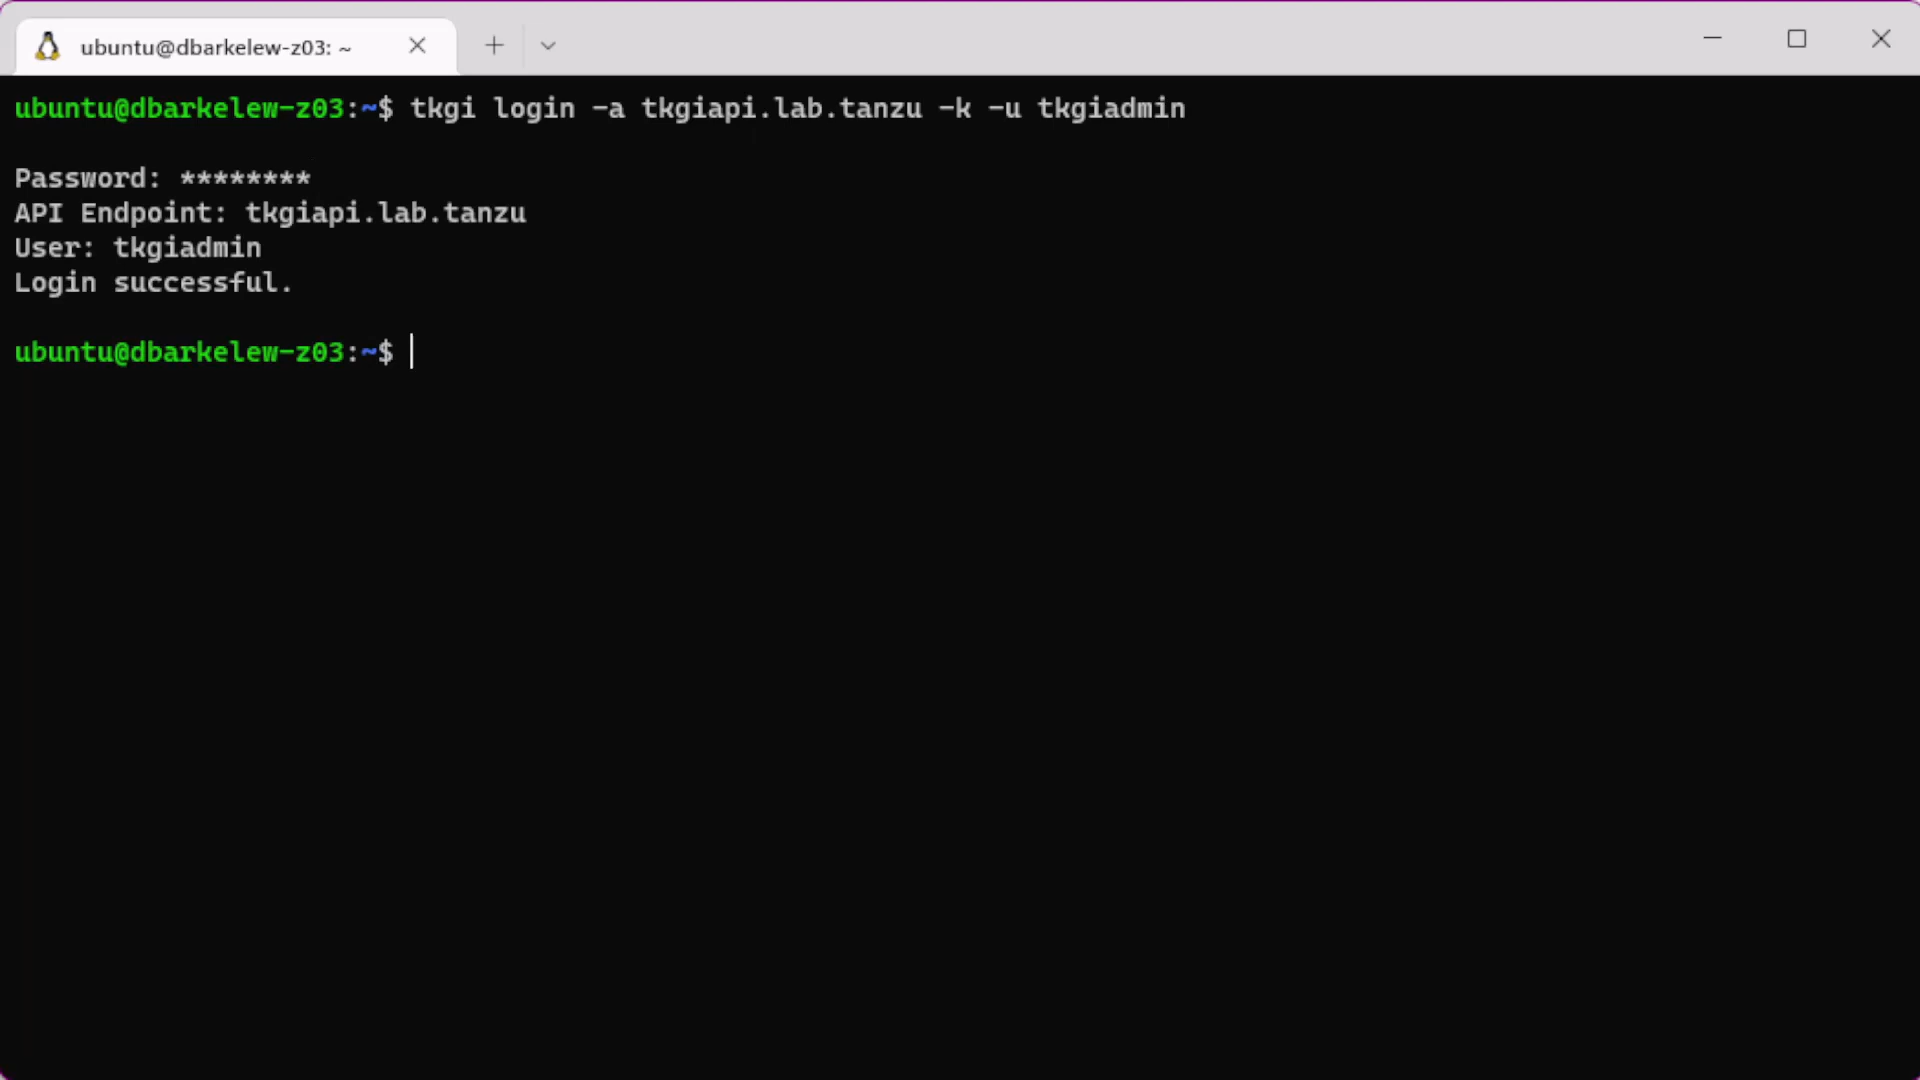 ubuntu@dbarkelew-z03: ~
ubuntu@dbarkelew-z03:~$ tkgi login -a tkgiapi.lab.tanzu -k -u tkgiadmin
Password: ********
API Endpoint: tkgiapi.lab.tanzu
User: tkgiadmin
Login successful.
ubuntu@dbarkelew-z03:~$